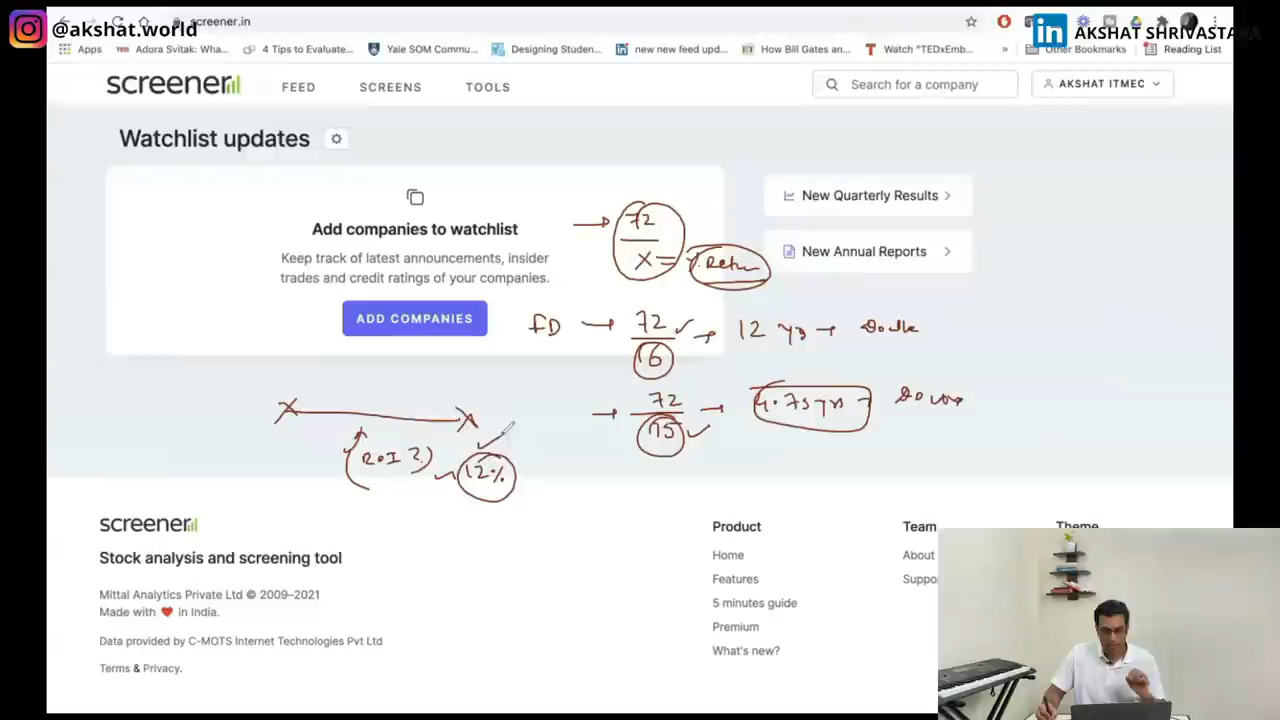 @akshat.world
screener.in
AKSHAT SHRIVASTAVA
Apps
Adora Svitak: Wha...
4 Tips to Evaluate...
Yale SOM Commu...
Designing Studen...
new new feed upd...
How Bill Gates an...
Watch "TEDxEmb...
»
Other Bookmarks
Reading List
screener
FEED
SCREENS
TOOLS
Search for a company
AKSHAT ITMEC
Watchlist updates
New Quarterly Results
Add companies to watchlist
New Annual Reports
Keep track of latest announcements, insider
trades and credit ratings of your companies.
ADD COMPANIES
72
X = % Return
FD → 72 → 12 yrs → Double
6
→ 72 → 4.75 yrs → Double
15
R.O.I ?
12%
screener
Stock analysis and screening tool
Mittal Analytics Private Ltd © 2009–2021
Made with ❤ in India.
Data provided by C-MOTS Internet Technologies Pvt Ltd
Terms & Privacy.
Product
Home
Features
5 minutes guide
Premium
What's new?
Team
About
Suppo
Theme